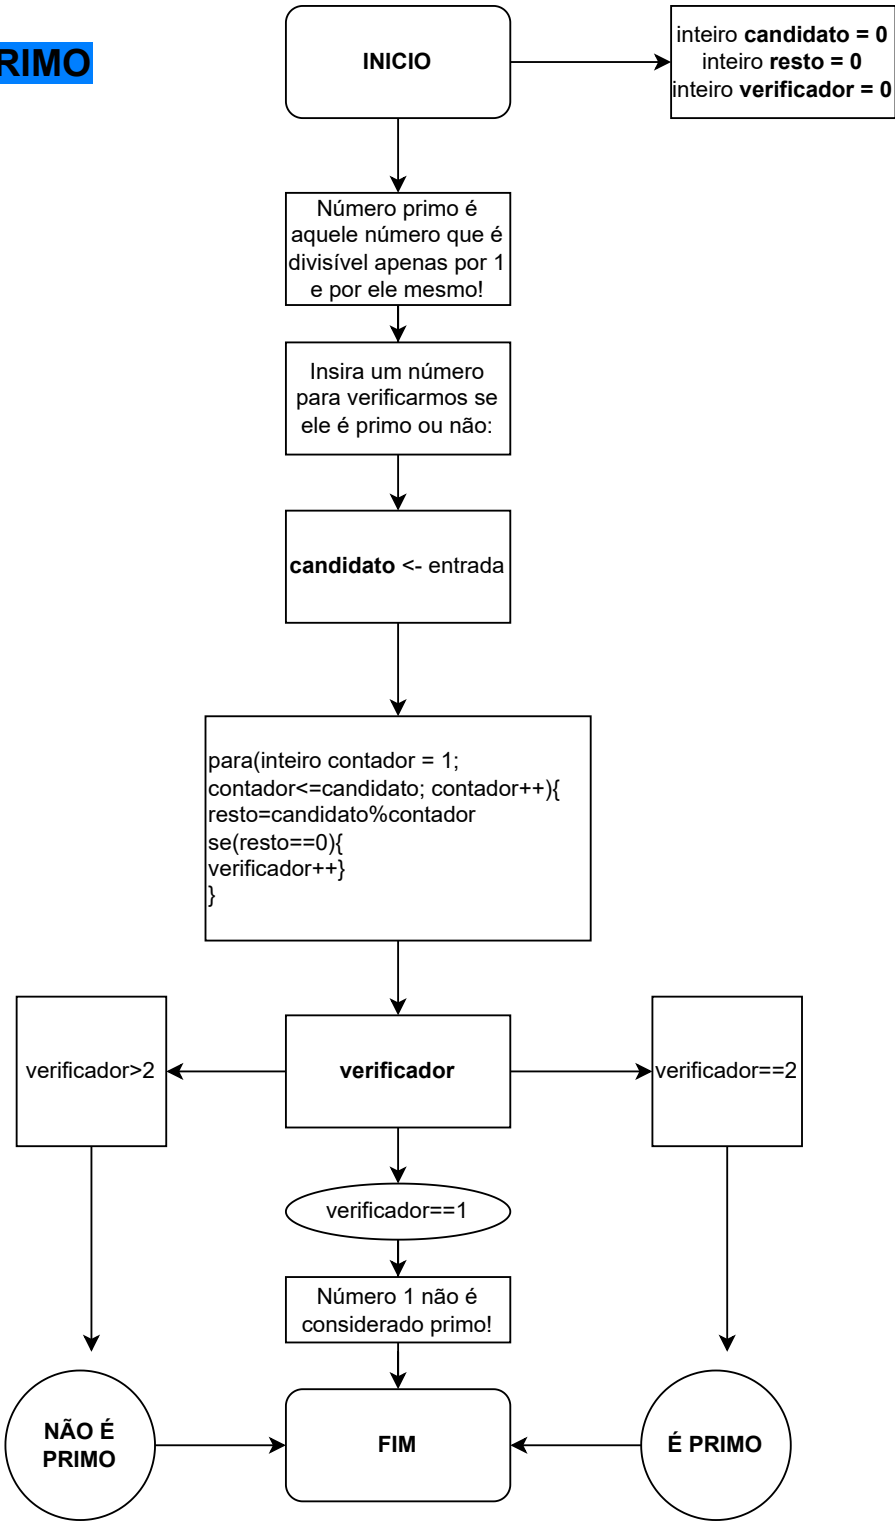 RIMO
INICIO
inteiro candidato = 0
inteiro resto = 0
inteiro verificador = 0
Número primo é
aquele número que é
divisível apenas por 1
e por ele mesmo!
Insira um número
para verificarmos se
ele é primo ou não:
candidato <- entrada
para(inteiro contador = 1;
contador<=candidato; contador++){
resto=candidato%contador
se(resto==0){
verificador++}
}
verificador>2
verificador
verificador==2
verificador==1
Número 1 não é
considerado primo!
NÃO É
PRIMO
FIM
É PRIMO